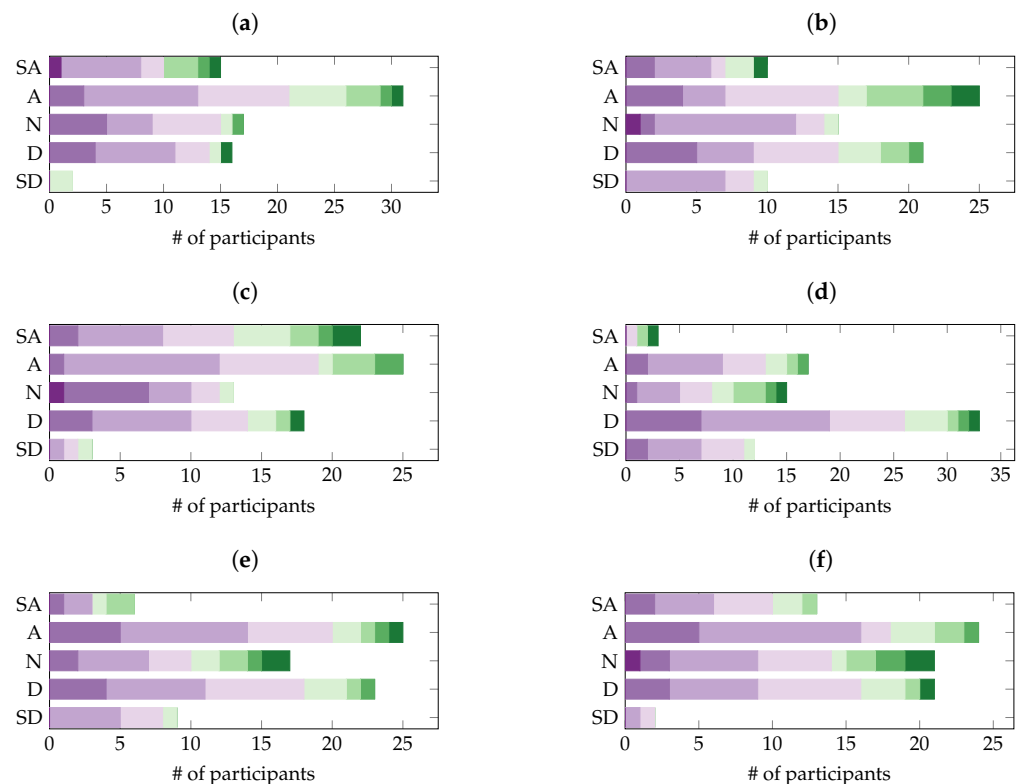 (a)
SA
A
N
D
SD
0 5 10 15 20 25 30
# of participants
(b)
SA
A
N
D
SD
0 5 10 15 20 25
# of participants
(c)
SA
A
N
D
SD
0 5 10 15 20 25
# of participants
(d)
SA
A
N
D
SD
0 5 10 15 20 25 30 35
# of participants
(e)
SA
A
N
D
SD
0 5 10 15 20 25
# of participants
(f)
SA
A
N
D
SD
0 5 10 15 20 25
# of participants